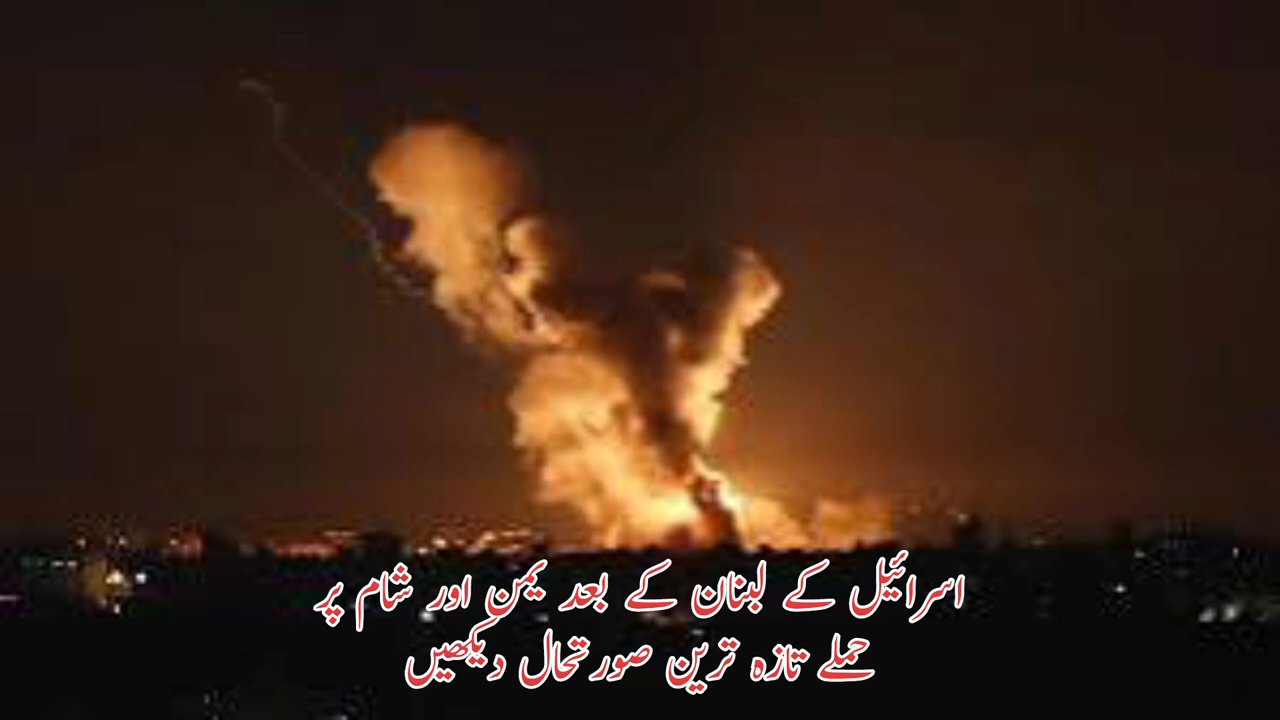 اسرائیل کے لبنان کے بعد یمن اور شام پر
حملے تازہ ترین صورتحال دیکھیں